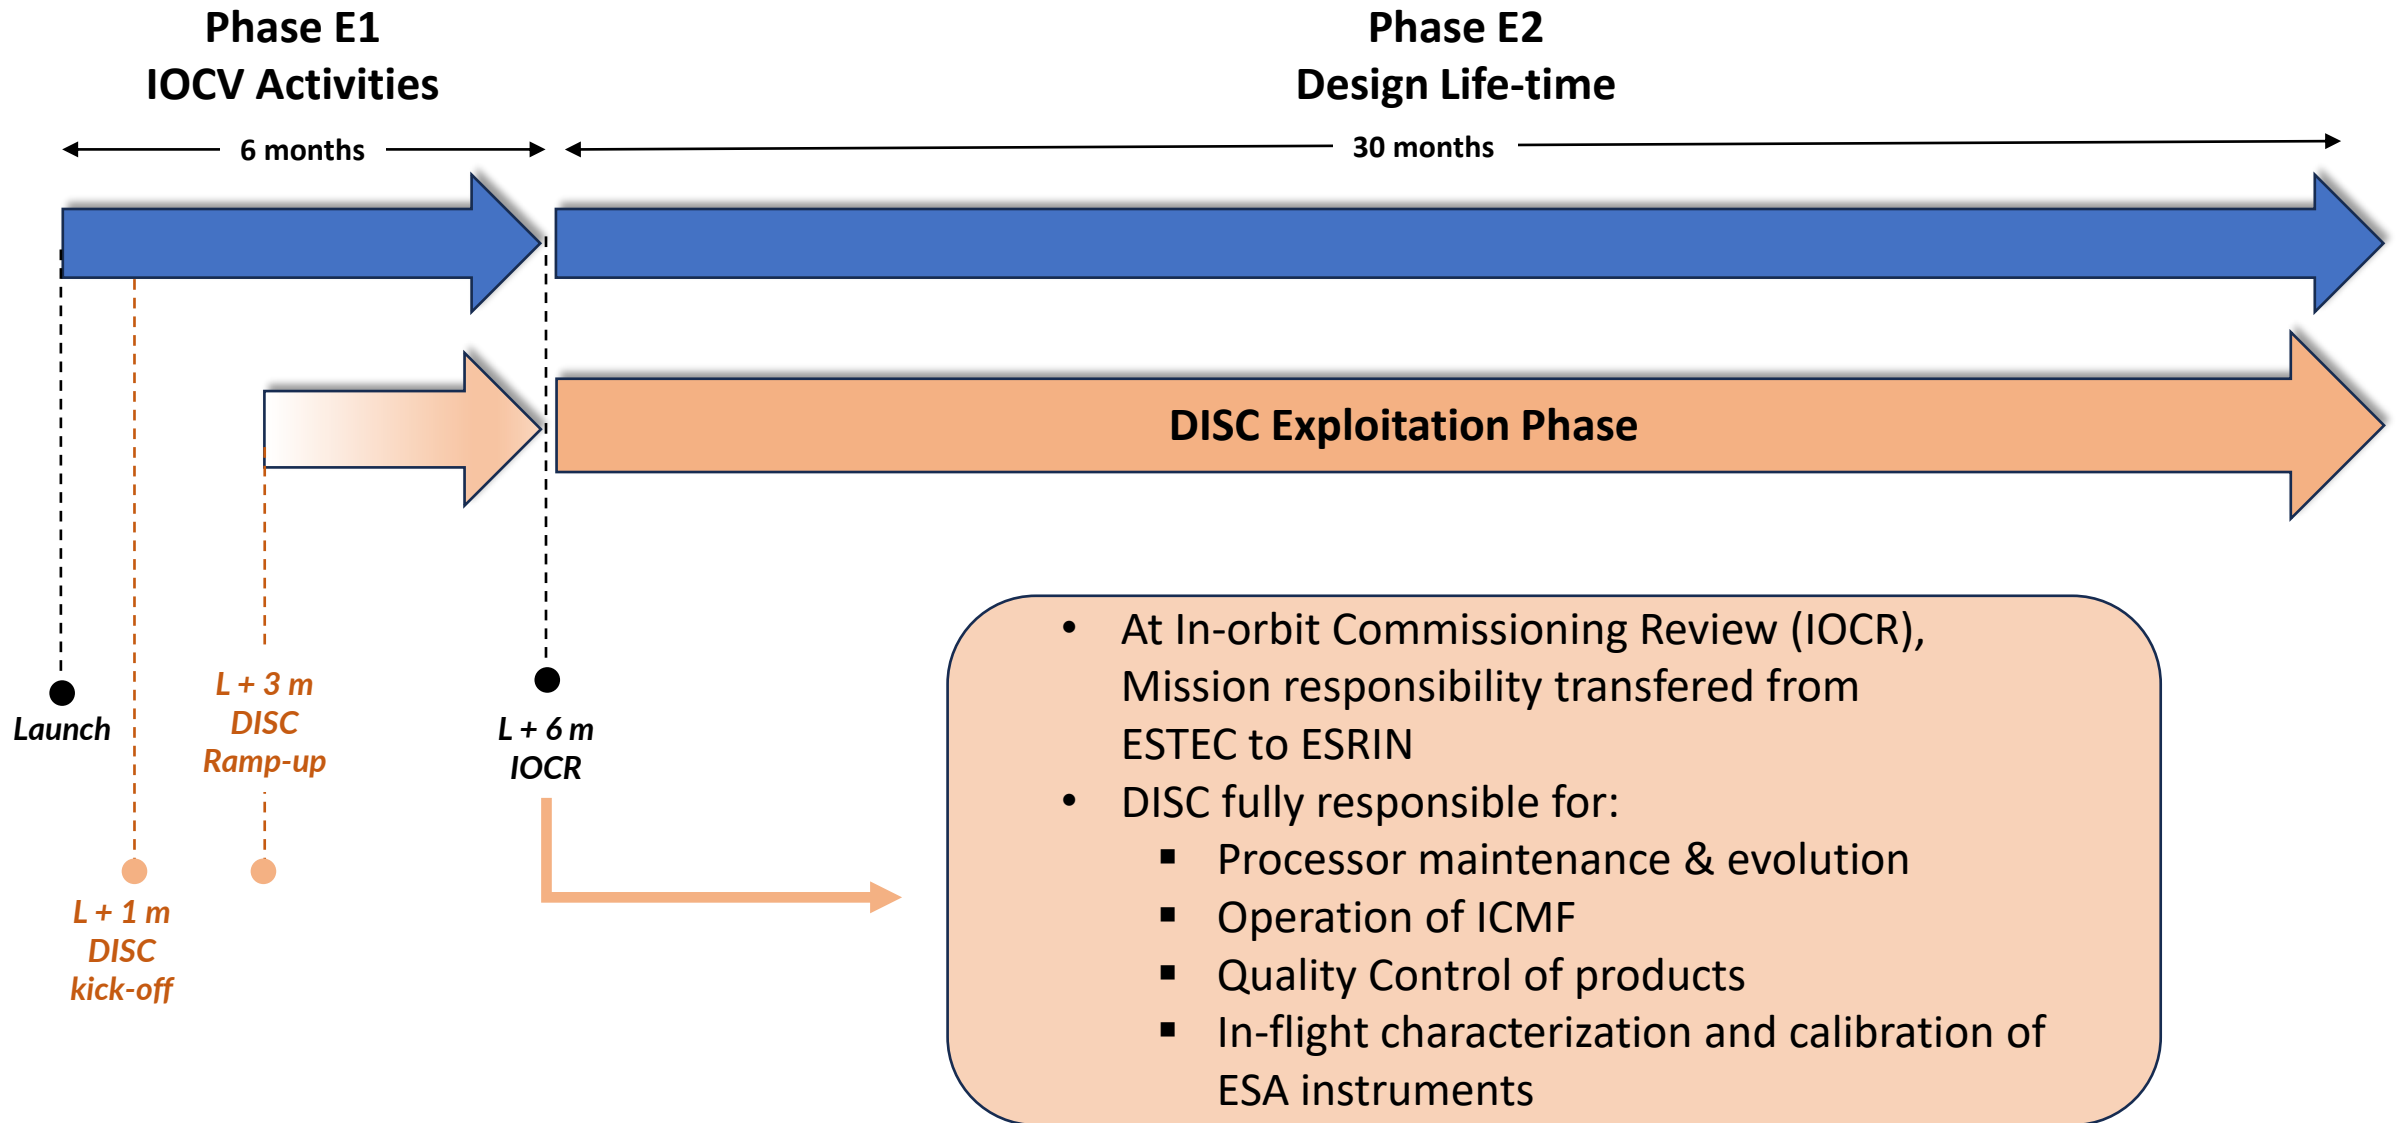 Phase E1
IOCV Activities
Phase E2
Design Life-time
6 months
30 months
DISC Exploitation Phase
Launch
L + 1 m
DISC
kick-off
L + 3 m
DISC
Ramp-up
L + 6 m
IOCR
• At In-orbit Commissioning Review (IOCR),
Mission responsibility transfered from
ESTEC to ESRIN
• DISC fully responsible for:
▪ Processor maintenance & evolution
▪ Operation of ICMF
▪ Quality Control of products
▪ In-flight characterization and calibration of
ESA instruments